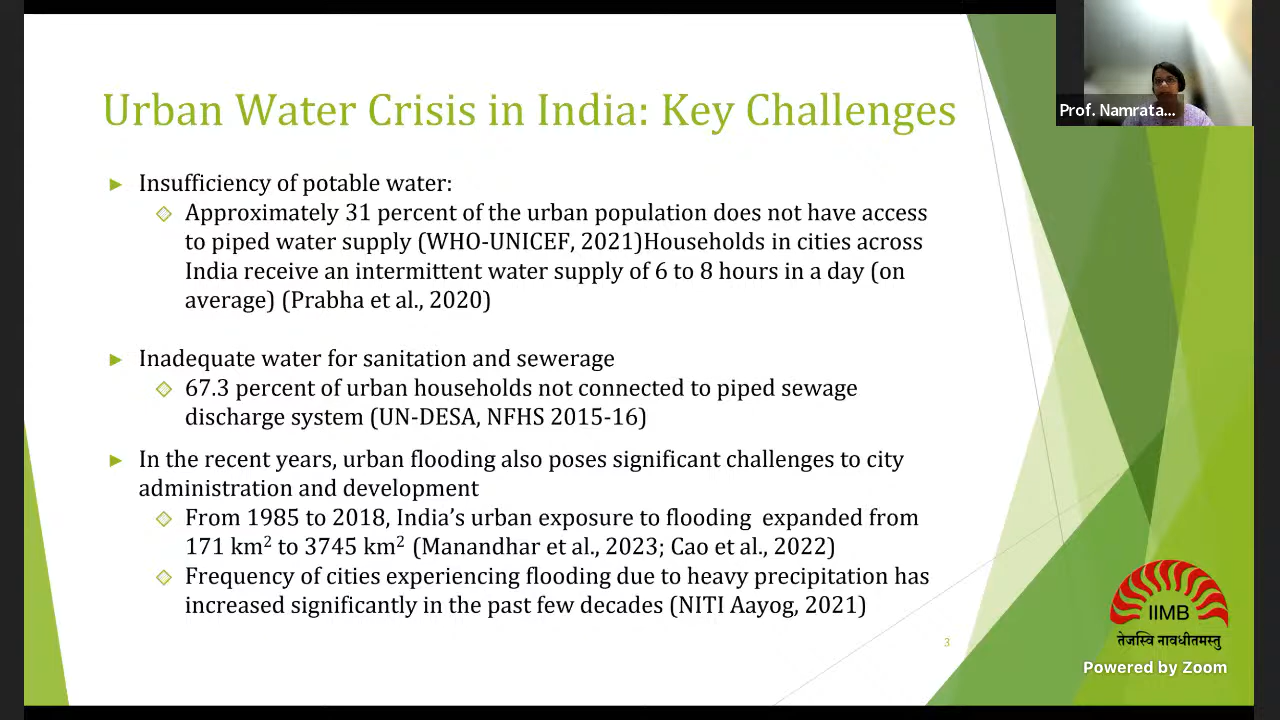 Prof. Namrata...
Urban Water Crisis in India: Key Challenges
► Insufficiency of potable water:
Approximately 31 percent of the urban population does not have access
to piped water supply (WHO-UNICEF, 2021)Households in cities across
India receive an intermittent water supply of 6 to 8 hours in a day (on
average) (Prabha et al., 2020)
► Inadequate water for sanitation and sewerage
67.3 percent of urban households not connected to piped sewage
discharge system (UN-DESA, NFHS 2015-16)
► In the recent years, urban flooding also poses significant challenges to city
administration and development
From 1985 to 2018, India’s urban exposure to flooding expanded from
171 km² to 3745 km² (Manandhar et al., 2023; Cao et al., 2022)
Frequency of cities experiencing flooding due to heavy precipitation has
increased significantly in the past few decades (NITI Aayog, 2021)
3
IIMB
तेजस्वि नावधीतमस्तु
Powered by Zoom